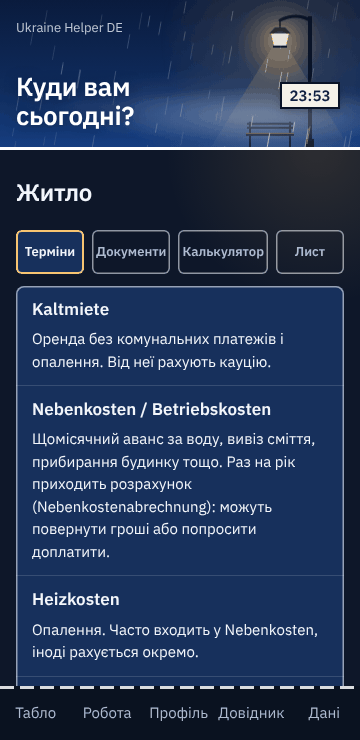 Ukraine Helper DE
Куди вам
сьогодні?
23:53
Житло
Терміни
Документи
Калькулятор
Лист
Kaltmiete
Оренда без комунальних платежів і
опалення. Від неї рахують кауцію.
Nebenkosten / Betriebskosten
Щомісячний аванс за воду, вивіз сміття,
прибирання будинку тощо. Раз на рік
приходить розрахунок
(Nebenkostenabrechnung): можуть
повернути гроші або попросити
доплатити.
Heizkosten
Опалення. Часто входить у Nebenkosten,
іноді рахується окремо.
Табло
Робота
Профіль
Довідник
Дані